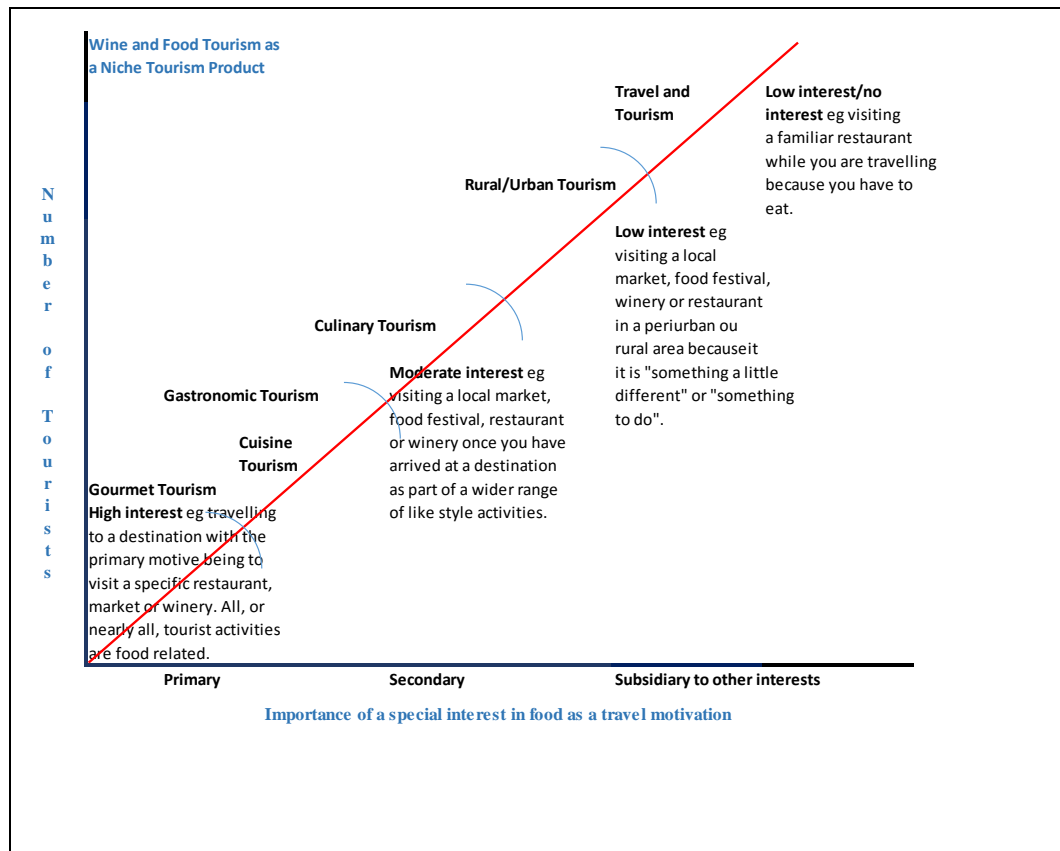 Wine and Food Tourism as
a Niche Tourism Product
Number of Tourists
Travel and
Tourism
Low interest/no
interest eg visiting
a familiar restaurant
while you are travelling
because you have to
eat.
Rural/Urban Tourism
Low interest eg
visiting a local
market, food festival,
winery or restaurant
in a periurban ou
rural area becauseit
it is "something a little
different" or "something
to do".
Culinary Tourism
Moderate interest eg
visiting a local market,
food festival, restaurant
or winery once you have
arrived at a destination
as part of a wider range
of like style activities.
Gastronomic Tourism
Cuisine
Tourism
Gourmet Tourism
High interest eg travelling
to a destination with the
primary motive being to
visit a specific restaurant,
market or winery. All, or
nearly all, tourist activities
are food related.
Primary
Secondary
Subsidiary to other interests
Importance of a special interest in food as a travel motivation